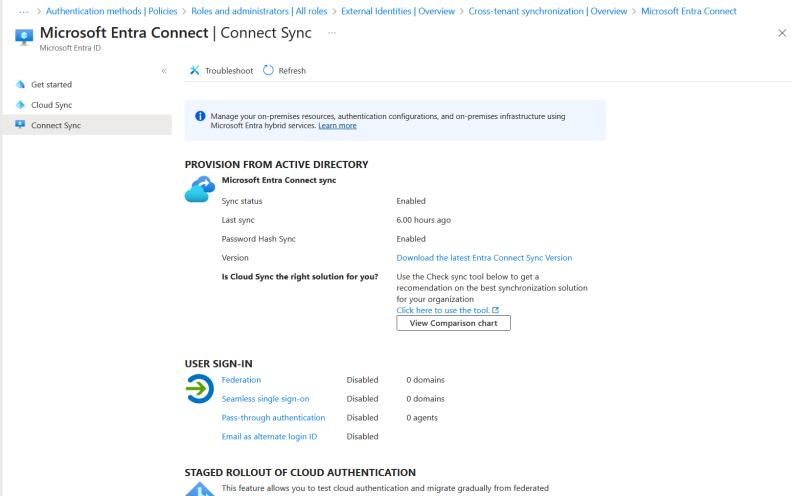 ... > Authentication methods | Policies > Roles and administrators | All roles > External Identities | Overview > Cross-tenant synchronization | Overview > Microsoft Entra Connect
Microsoft Entra Connect | Connect Sync ...
Microsoft Entra ID
Troubleshoot Refresh
Get started
Cloud Sync
Connect Sync
Manage your on-premises resources, authentication configurations, and on-premises infrastructure using
Microsoft Entra hybrid services. Learn more
PROVISION FROM ACTIVE DIRECTORY
Microsoft Entra Connect sync
Sync status Enabled
Last sync 6.00 hours ago
Password Hash Sync Enabled
Version Download the latest Entra Connect Sync Version
Is Cloud Sync the right solution for you? Use the Check sync tool below to get a
recomendation on the best synchronization solution
for your organization
Click here to use the tool.
View Comparison chart
USER SIGN-IN
Federation Disabled 0 domains
Seamless single sign-on Disabled 0 domains
Pass-through authentication Disabled 0 agents
Email as alternate login ID Disabled
STAGED ROLLOUT OF CLOUD AUTHENTICATION
This feature allows you to test cloud authentication and migrate gradually from federated